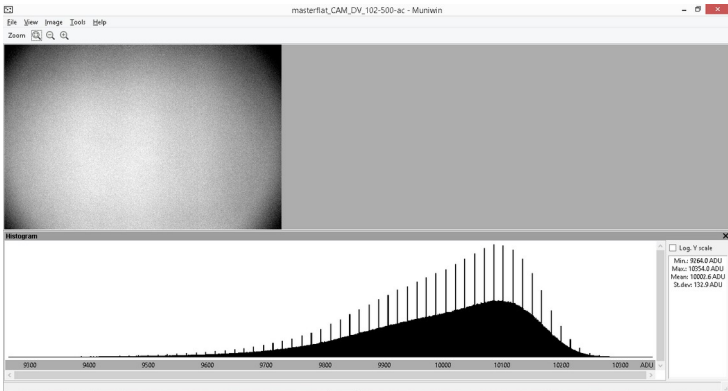 masterflat_CAM_DV_102-500-ac - Muniwin
File View Image Tools Help
Zoom
Histogram
Log. Y scale
Min.: 9264.0 ADU
Max.: 10354.0 ADU
Mean: 10002.6 ADU
St.dev: 132.9 ADU
9300 9400 9500 9600 9700 9800 9900 10000 10100 10200 10300 ADU